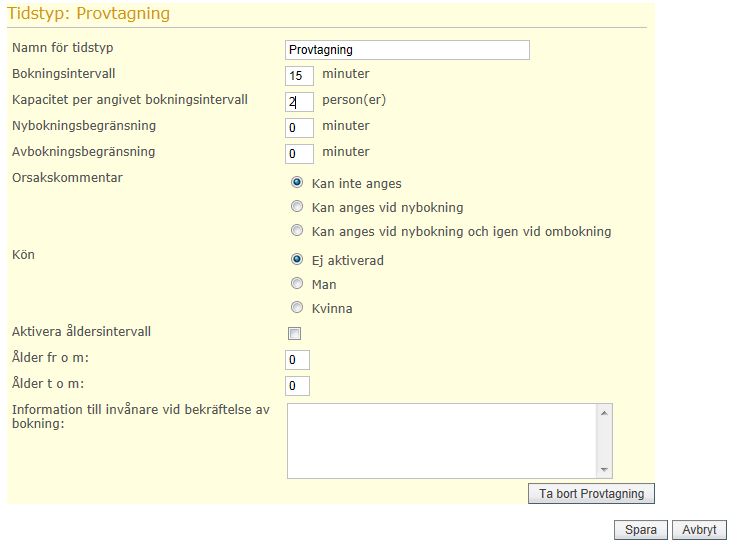 Tidstyp: Provtagning
Namn för tidstyp Provtagning
Bokningsintervall 15 minuter
Kapacitet per angivet bokningsintervall 2 person(er)
Nybokningsbegränsning 0 minuter
Avbokningsbegränsning 0 minuter
Orsakskommentar
Kan inte anges
Kan anges vid nybokning
Kan anges vid nybokning och igen vid ombokning
Kön
Ej aktiverad
Man
Kvinna
Aktivera åldersintervall
Ålder fr o m: 0
Ålder t o m: 0
Information till invånare vid bekräftelse av
bokning:
Ta bort Provtagning
Spara Avbryt